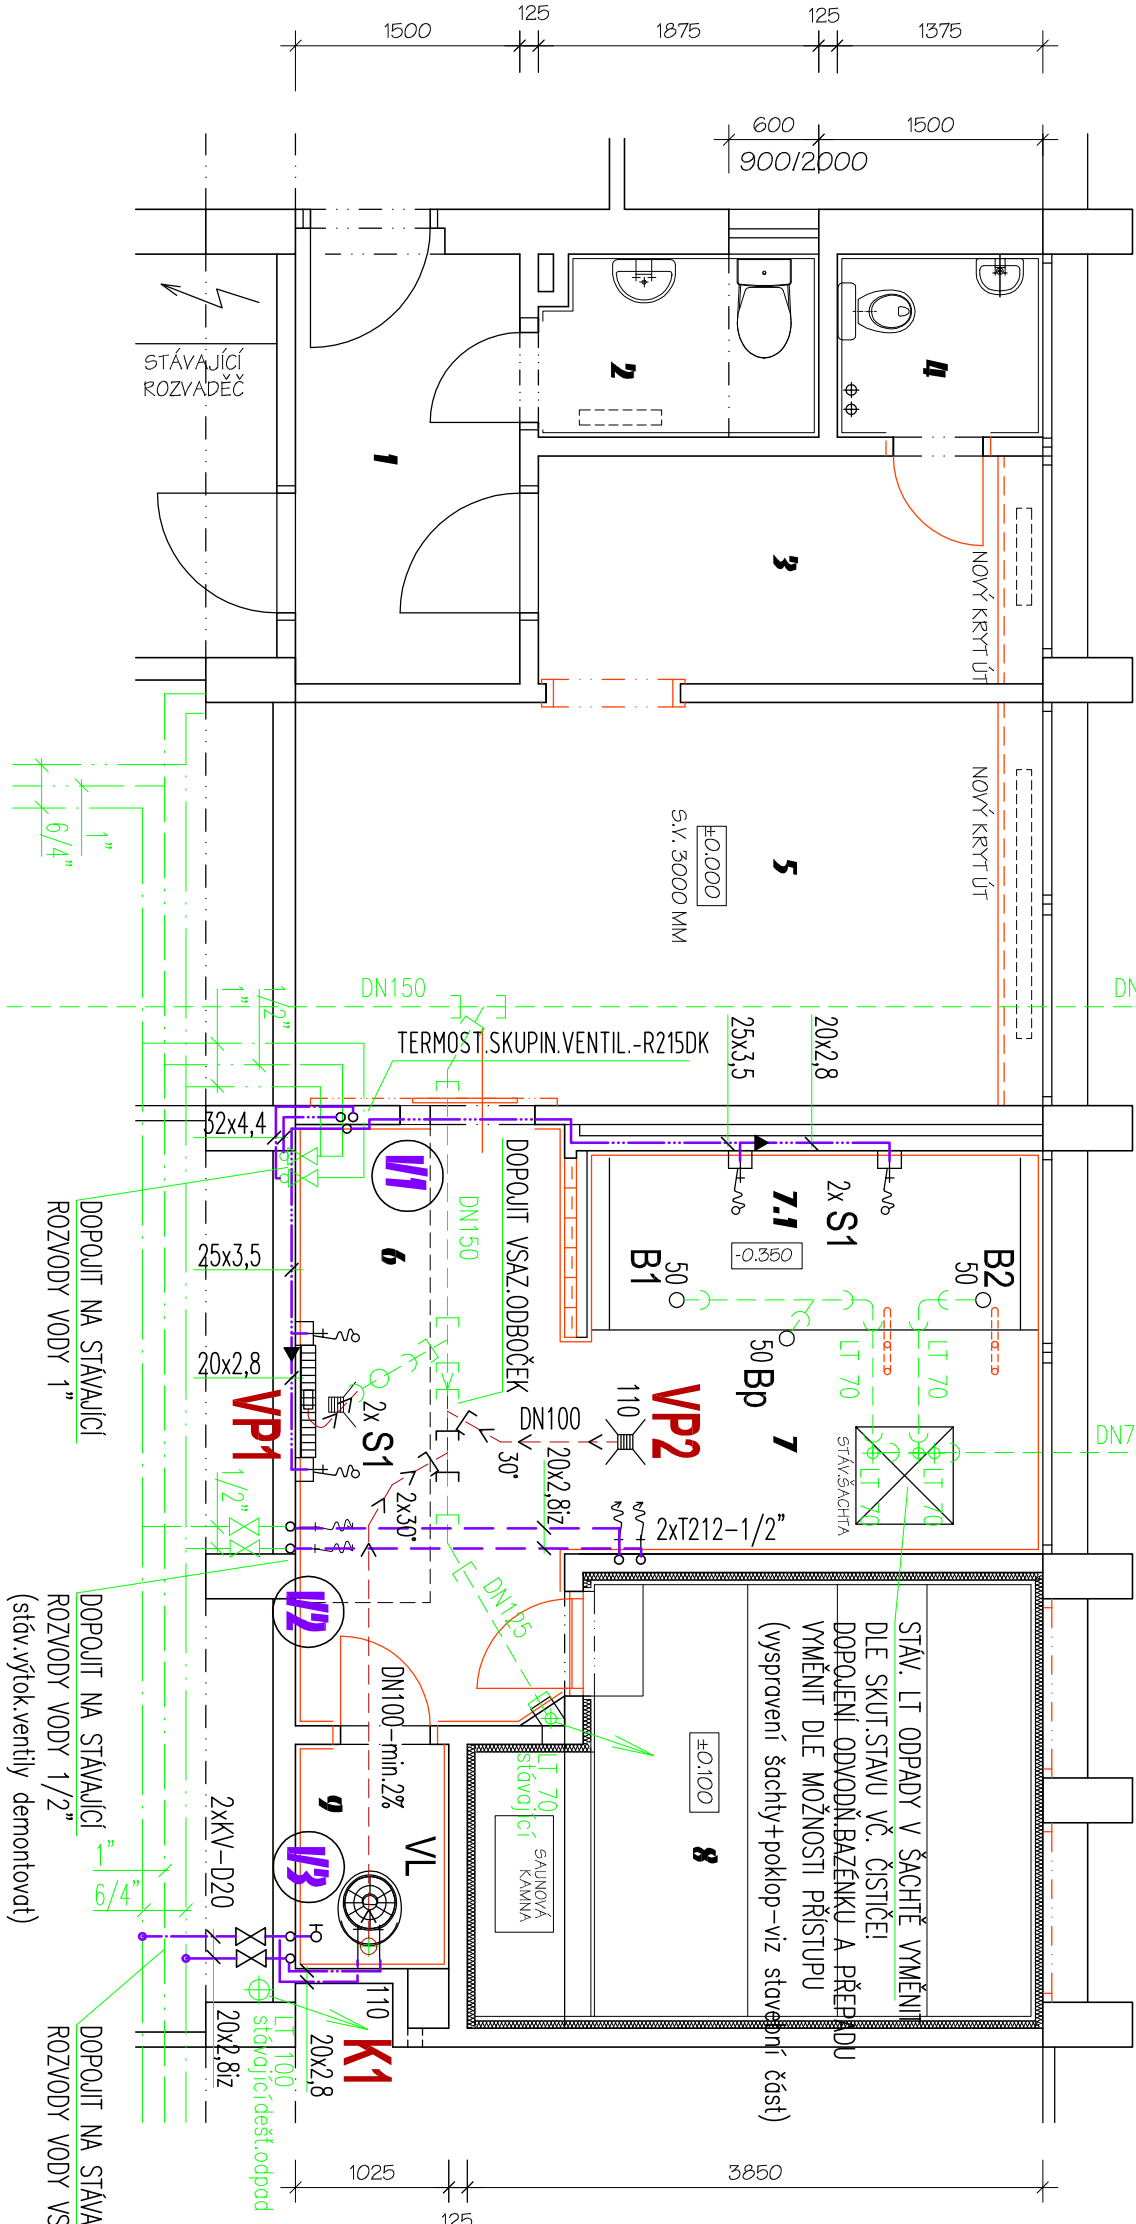 125
125
1500
1875
1375
600
1500
900/2000
STÁVAJÍCÍ
ROZVADĚČ
1
2
4
3
NOVÝ KRYT ÚT
NOVÝ KRYT ÚT
5
±0.000
S.V. 3000 MM
1"
6/4"
1"
1/2"
DN150
DN
TERMOST.SKUPIN.VENTIL.-R215DK
25x3,5
20x2,8
32x4,4
V1
DN150
DOPOJIT VSAZ.ODBOČEK
6
7.1
2x S1
-0.350
B1
50
B2
50
50 Bp
LT 70
LT 70
DOPOJIT NA STÁVAJÍCÍ
ROZVODY VODY 1"
25x3,5
20x2,8
VP1
2x S1
DN100
30°
110
VP2
7
STÁV.ŠACHTA
LT 70
LT 70
DN7
1/2"
2x30°
20x2,8iz
2xT212-1/2"
V2
DN125
DOPOJIT NA STÁVAJÍCÍ
ROZVODY VODY 1/2"
(stáv.výtok.ventily demontovat)
DN100-min.2%
STÁV. LT ODPADY V ŠACHTĚ VYMĚNIT
DLE SKUT.STAVU VČ. ČISTÍCE!
DOPOJENÍ ODVODŇ.BAZÉNKU A PŘEPADU
VYMĚNIT DLE MOŽNOSTI PŘÍSTUPU
(vyspravení šachty+poklop-viz stavební část)
LT 70
stávající
±0.100
8
9
V3
VL
SAUNOVÁ
KAMNA
1"
6/4"
2xKV-D20
20x2,8iz
20x2,8
110
K1
LT 100
stávající dešť.odpad
DOPOJIT NA STÁVA
ROZVODY VODY VS
1025
3850
125